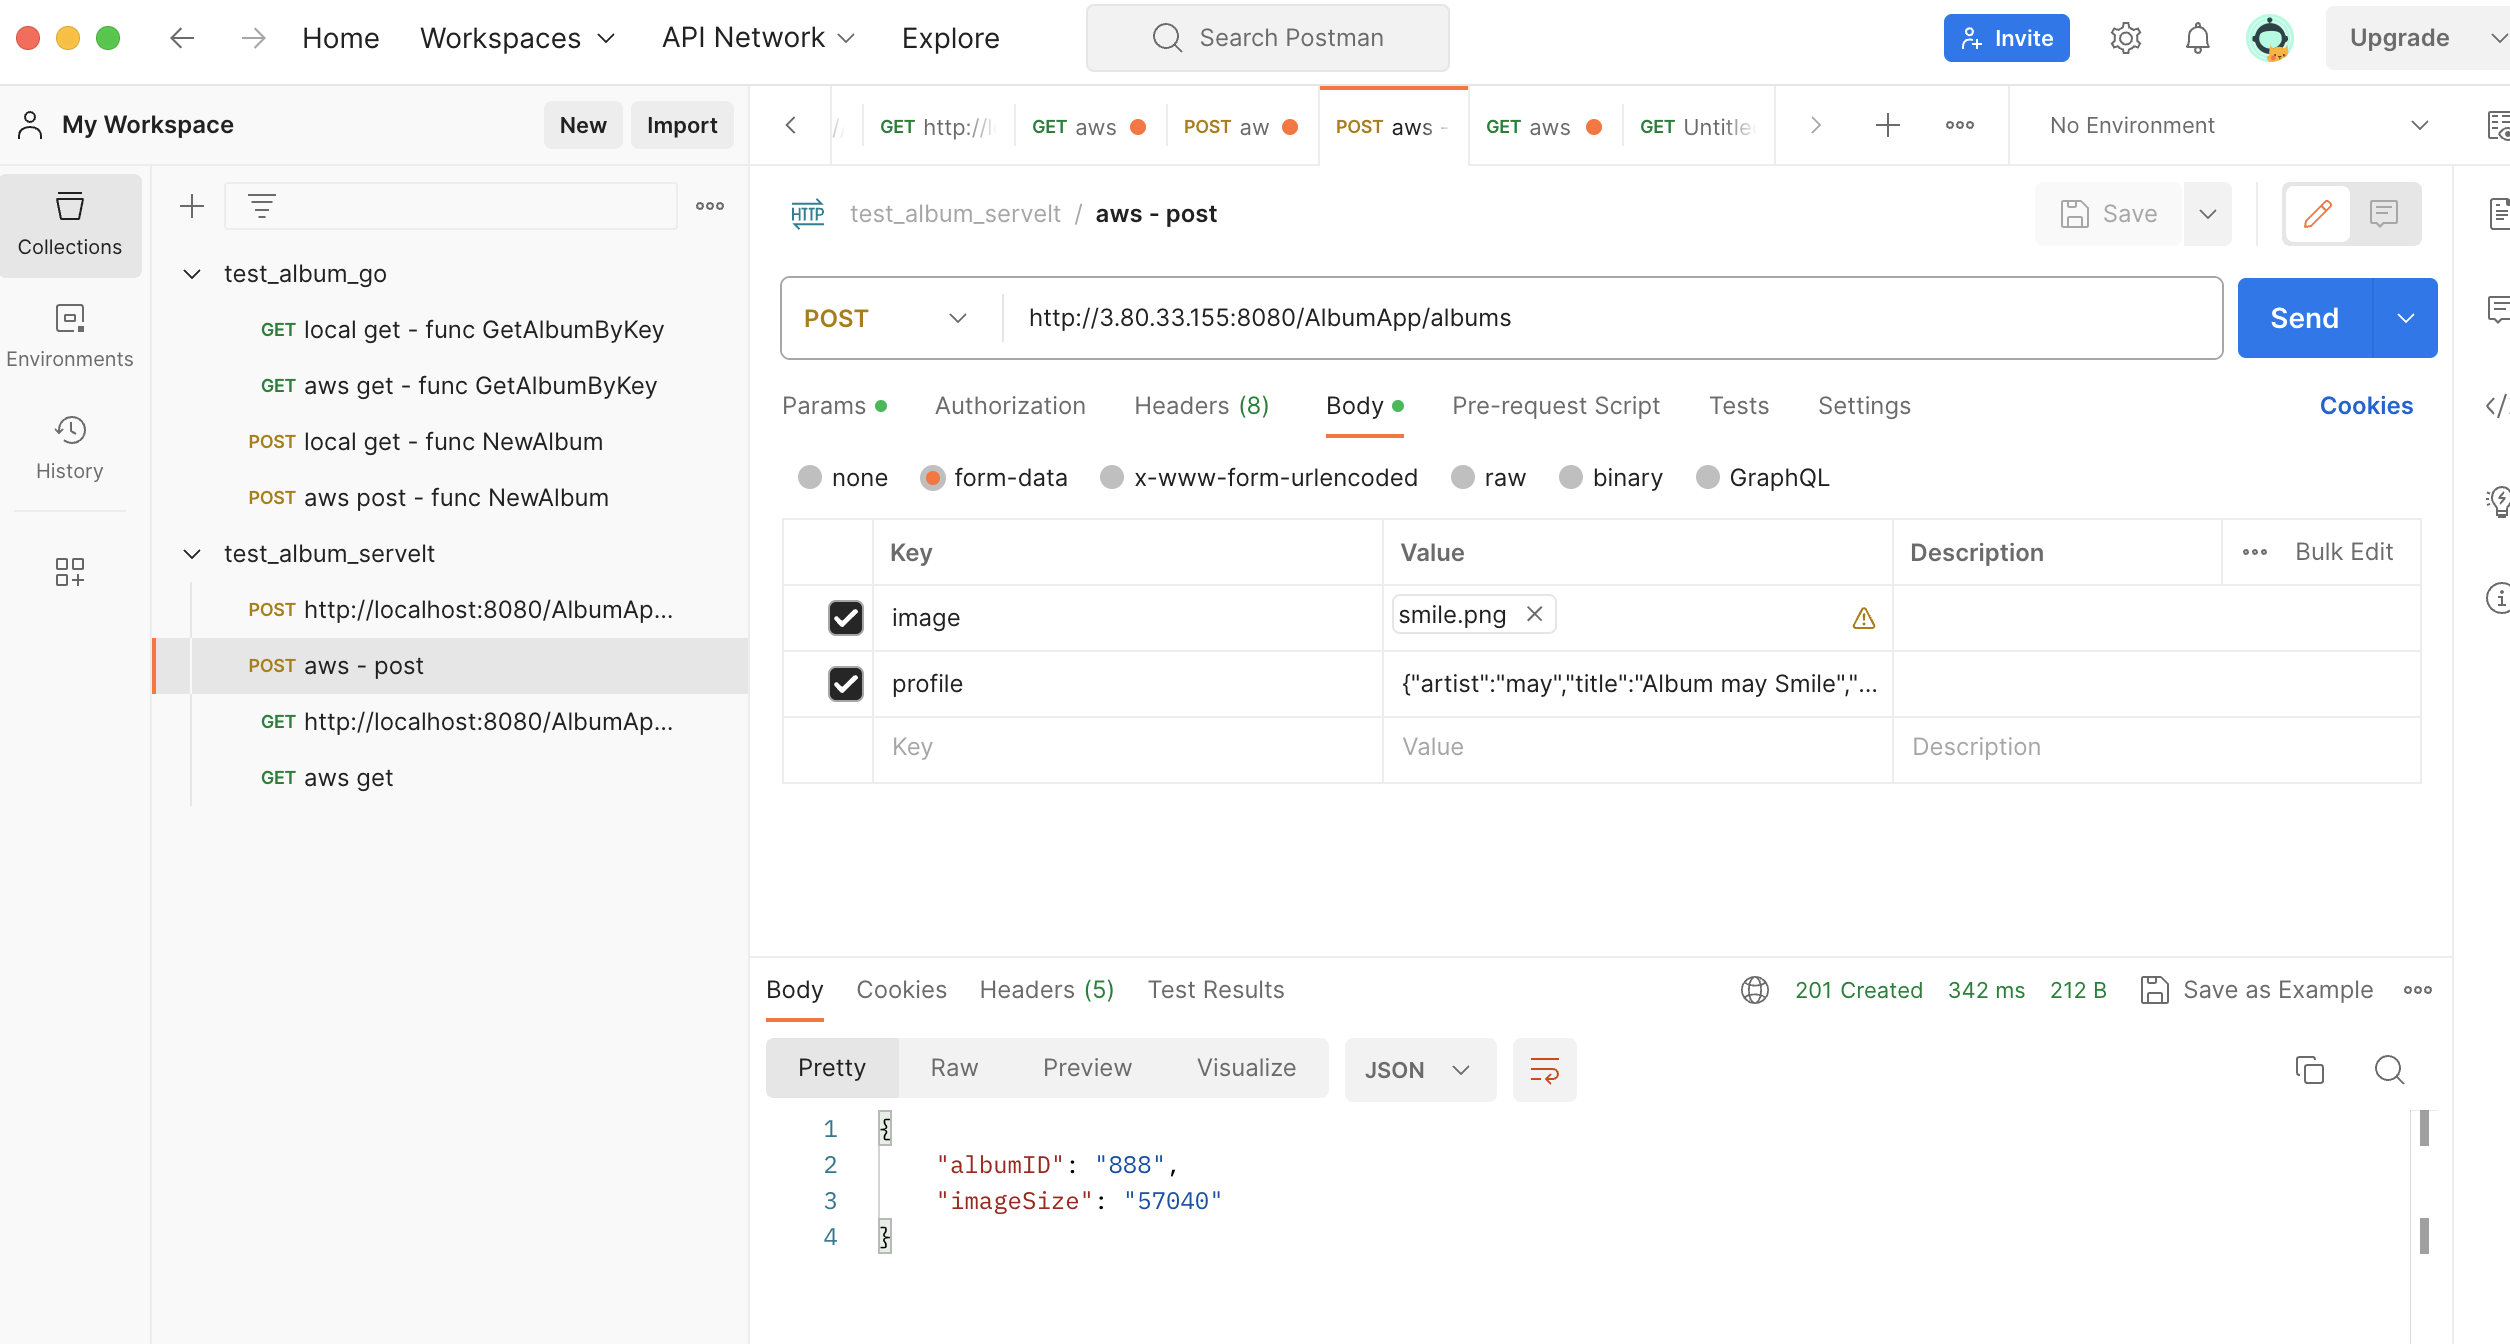 Home Workspaces API Network Explore Search Postman Invite Upgrade
My Workspace New Import
GET http://l GET aws POST aw POST aws - GET aws GET Untitle No Environment
Collections
Environments
History
test_album_go
GET local get - func GetAlbumByKey
GET aws get - func GetAlbumByKey
POST local get - func NewAlbum
POST aws post - func NewAlbum
test_album_servelt
POST http://localhost:8080/AlbumAp...
POST aws - post
GET http://localhost:8080/AlbumAp...
GET aws get
HTTP test_album_servelt / aws - post Save
POST http://3.80.33.155:8080/AlbumApp/albums Send
Params Authorization Headers (8) Body Pre-request Script Tests Settings Cookies
none form-data x-www-form-urlencoded raw binary GraphQL
Key Value Description Bulk Edit
image smile.png
profile {"artist":"may","title":"Album may Smile","...
Key Value Description
Body Cookies Headers (5) Test Results 201 Created 342 ms 212 B Save as Example
Pretty Raw Preview Visualize JSON
1 {
2 "albumID": "888",
3 "imageSize": "57040"
4 }